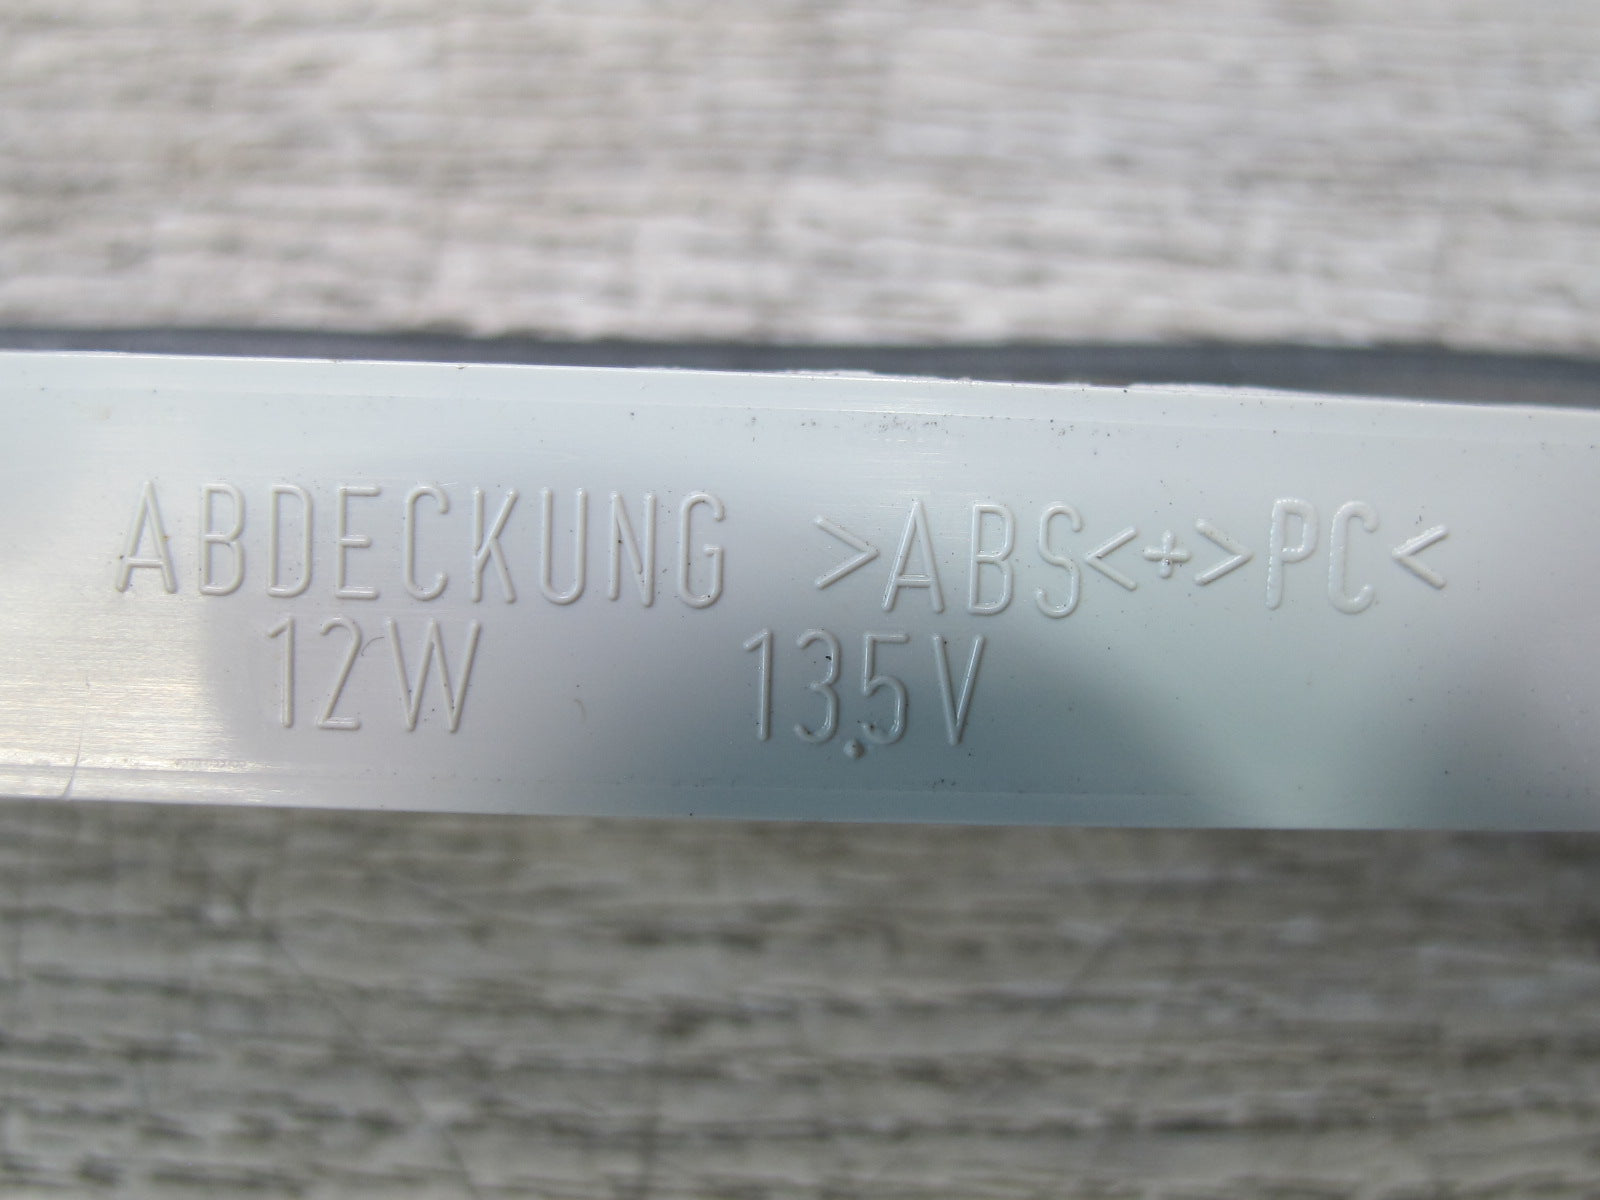 ABDECKUNG >ABS<+>PC<
12W 13.5V